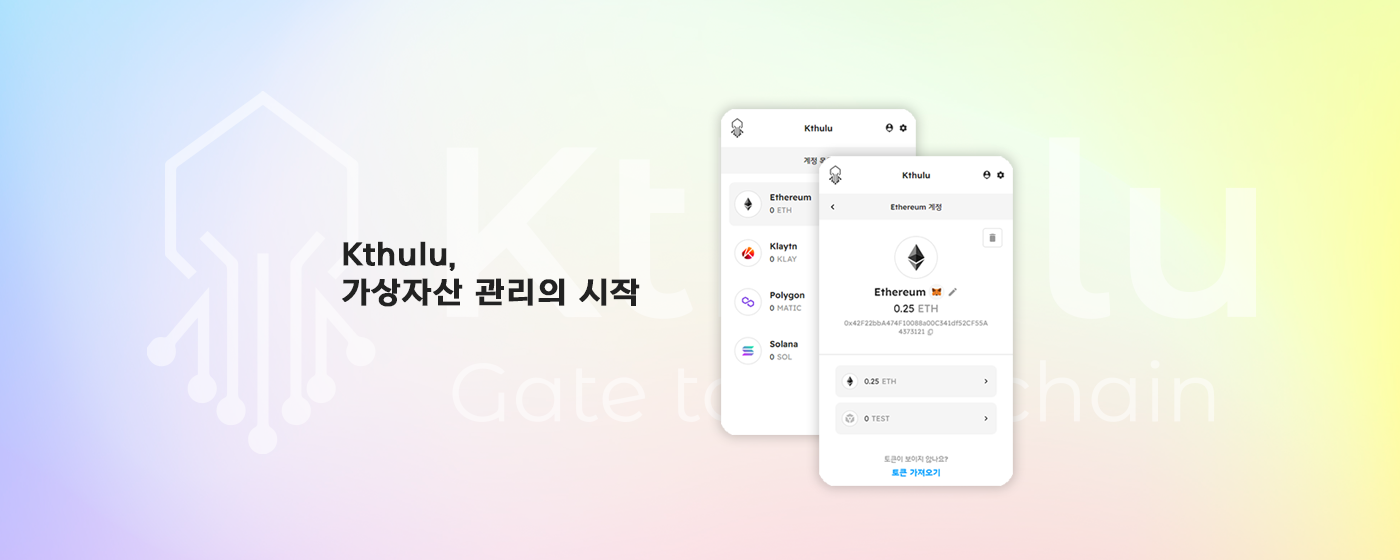 Kthulu
Gate to chain
Kthulu,
가상자산 관리의 시작
Kthulu
계정
Ethereum
0 ETH
Klaytn
0 KLAY
Polygon
0 MATIC
Solana
0 SOL
Kthulu
Ethereum 계정
Ethereum
0.25 ETH
0x42F22bbA474F10088a00C341df52CF55A
4373121
0.25 ETH
0 TEST
토큰이 보이지 않나요?
토큰 가져오기